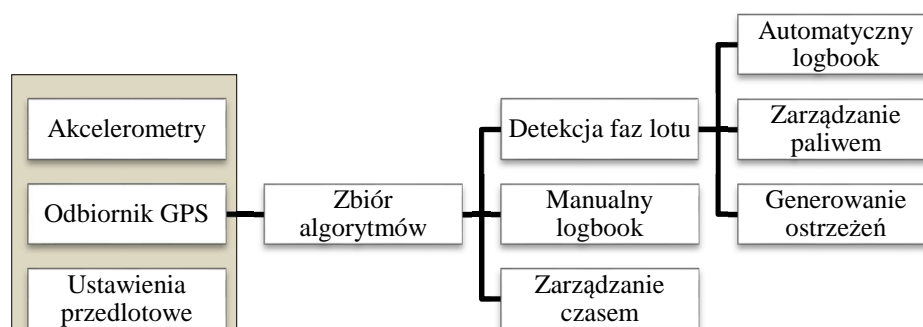 Akcelerometry
Odbiornik GPS
Ustawienia
przedlotowe
Zbiór
algorytmów
Detekcja faz lotu
Manualny
logbook
Zarządzanie
czasem
Automatyczny
logbook
Zarządzanie
paliwem
Generowanie
ostrzeżeń